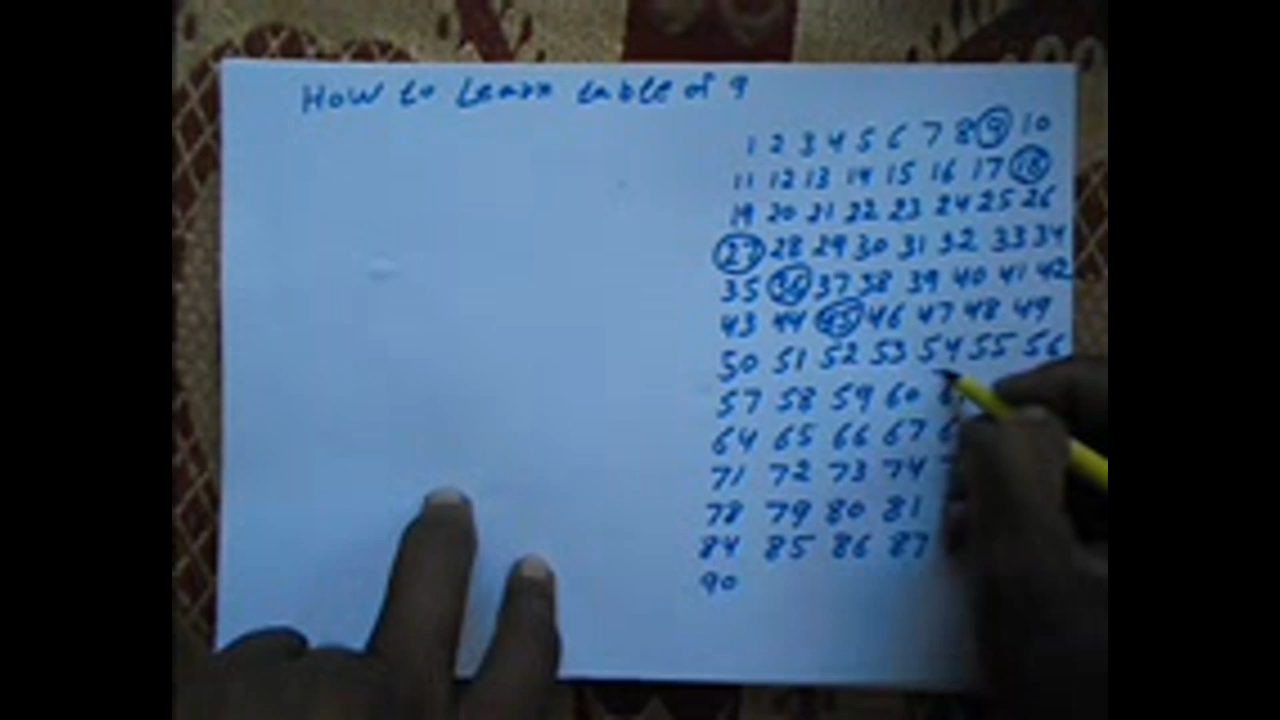 How to Learn table of 9
1 2 3 4 5 6 7 8 9 10
11 12 13 14 15 16 17 18
19 20 21 22 23 24 25 26
27 28 29 30 31 32 33 34
35 36 37 38 39 40 41 42
43 44 45 46 47 48 49
50 51 52 53 54 55 56
57 58 59 60
64 65 66 67
71 72 73 74
78 79 80 81
84 85 86 87
90